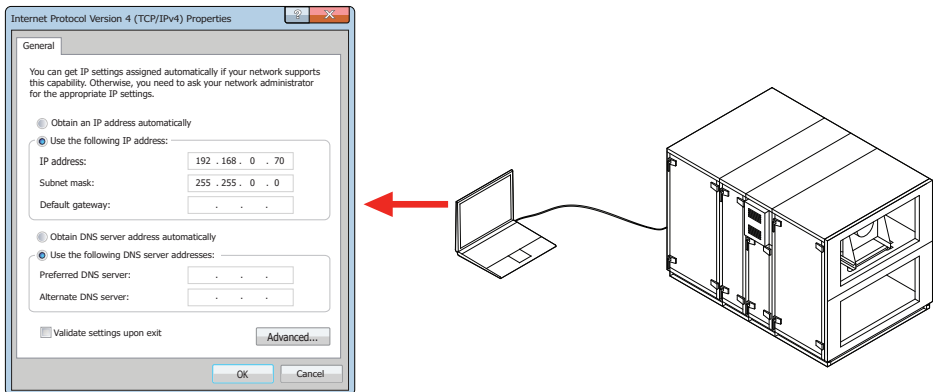 Internet Protocol Version 4 (TCP/IPv4) Properties
?
X
General
You can get IP settings assigned automatically if your network supports
this capability. Otherwise, you need to ask your network administrator
for the appropriate IP settings.
Obtain an IP address automatically
Use the following IP address:
IP address: 192 . 168 . 0 . 70
Subnet mask: 255 . 255 . 0 . 0
Default gateway: . . .
Obtain DNS server address automatically
Use the following DNS server addresses:
Preferred DNS server: . . .
Alternate DNS server: . . .
Validate settings upon exit
Advanced...
OK Cancel